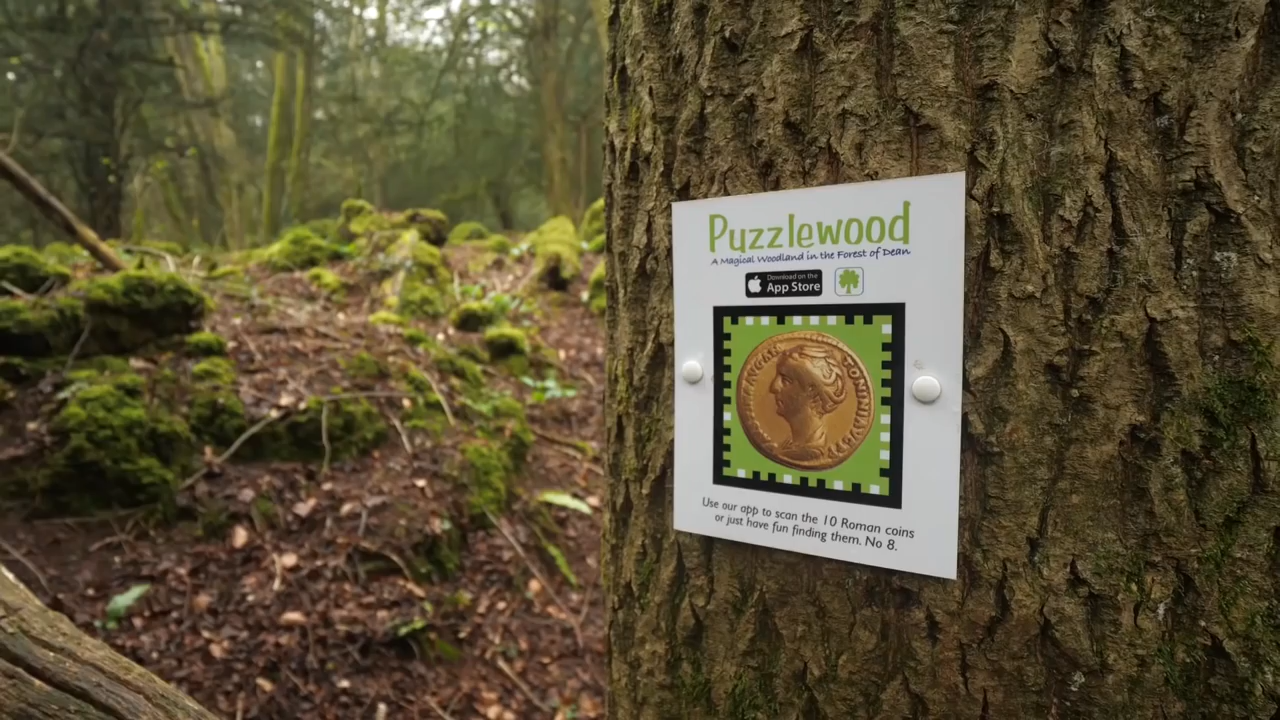 Puzzlewood
A Magical Woodland in the Forest of Dean
Download on the
App Store
Use our app to scan the 10 Roman coins
or just have fun finding them. No 8.